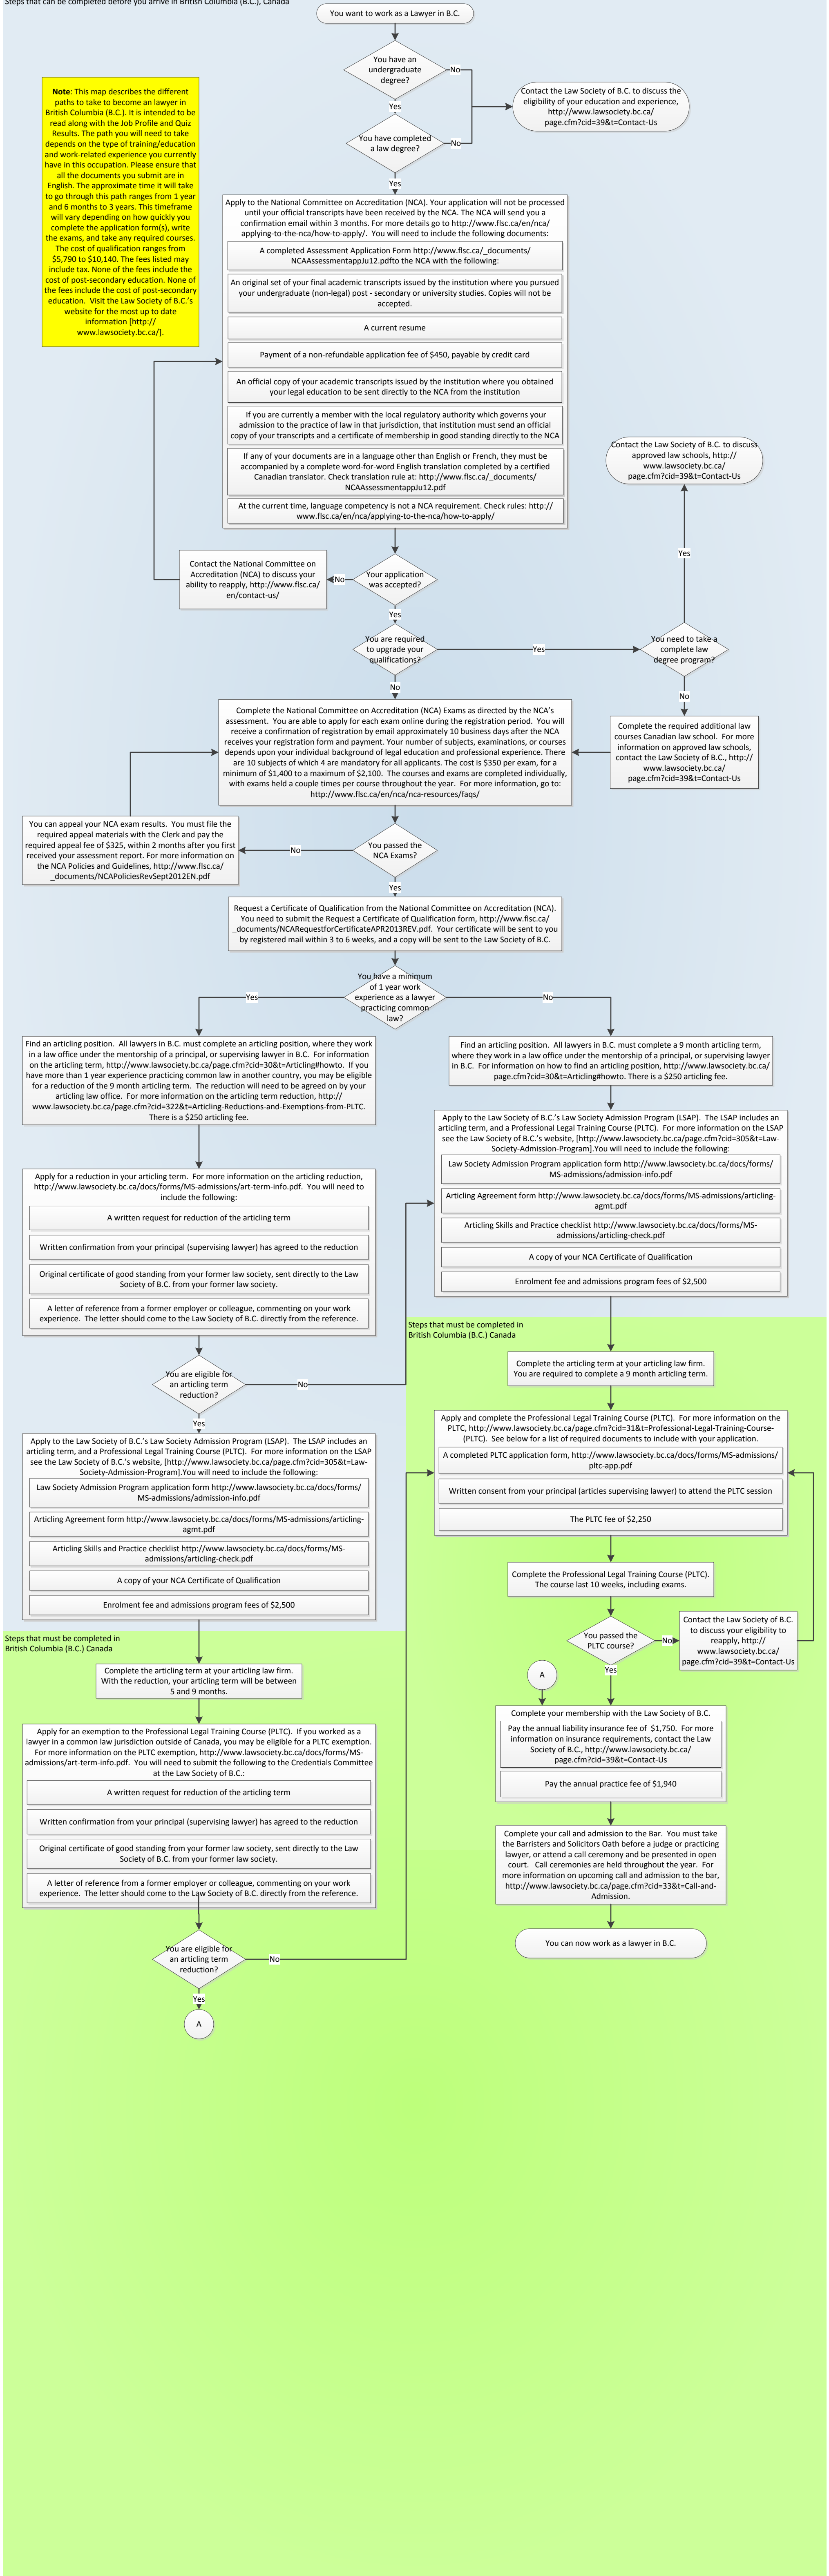 Steps that can be completed before you arrive in British Columbia (B.C.), Canada
You want to work as a Lawyer in B.C.
You have an
undergraduate
degree?
No
Yes
Contact the Law Society of B.C. to discuss the
eligibility of your education and experience,
http://www.lawsociety.bc.ca/
page.cfm?cid=39&t=Contact-Us
Note: This map describes the different
paths to take to become an lawyer in
British Columbia (B.C.). It is intended to be
read along with the Job Profile and Quiz
Results. The path you will need to take
depends on the type of training/education
and work-related experience you currently
have in this occupation. Please ensure that
all the documents you submit are in
English. The approximate time it will take
to go through this path ranges from 1 year
and 6 months to 3 years. This timeframe
will vary depending on how quickly you
complete the application form(s), write
the exams, and take any required courses.
The cost of qualification ranges from
$5,790 to $10,140. The fees listed may
include tax. None of the fees include the
cost of post-secondary education. None of
the fees include the cost of post-secondary
education. Visit the Law Society of B.C.'s
website for the most up to date
information [http://
www.lawsociety.bc.ca/].
You have completed
a law degree?
No
Yes
Apply to the National Committee on Accreditation (NCA). Your application will not be processed
until your official transcripts have been received by the NCA. The NCA will send you a
confirmation email within 3 months. For more details go to http://www.flsc.ca/en/nca/
applying-to-the-nca/how-to-apply/. You will need to include the following documents:
A completed Assessment Application Form http://www.flsc.ca/_documents/
NCAAssessmentappJu12.pdfto the NCA with the following:
An original set of your final academic transcripts issued by the institution where you pursued
your undergraduate (non-legal) post - secondary or university studies. Copies will not be
accepted.
A current resume
Payment of a non-refundable application fee of $450, payable by credit card
An official copy of your academic transcripts issued by the institution where you obtained
your legal education to be sent directly to the NCA from the institution
If you are currently a member with the local regulatory authority which governs your
admission to the practice of law in that jurisdiction, that institution must send an official
copy of your transcripts and a certificate of membership in good standing directly to the NCA
If any of your documents are in a language other than English or French, they must be
accompanied by a complete word-for-word English translation completed by a certified
Canadian translator. Check translation rule at: http://www.flsc.ca/_documents/
NCAAssessmentappJu12.pdf
At the current time, language competency is not a NCA requirement. Check rules: http://
www.flsc.ca/en/nca/applying-to-the-nca/how-to-apply/
Contact the Law Society of B.C. to discuss
approved law schools, http://
www.lawsociety.bc.ca/
page.cfm?cid=39&t=Contact-Us
Yes
Contact the National Committee on
Accreditation (NCA) to discuss your
ability to reapply, http://www.flsc.ca/
en/contact-us/
No
Your application
was accepted?
Yes
You are required
to upgrade your
qualifications?
Yes
You need to take a
complete law
degree program?
No
No
Complete the National Committee on Accreditation (NCA) Exams as directed by the NCA's
assessment. You are able to apply for each exam online during the registration period. You will
receive a confirmation of registration by email approximately 10 business days after the NCA
receives your registration form and payment. Your number of subjects, examinations, or courses
depends upon your individual background of legal education and professional experience. There
are 10 subjects of which 4 are mandatory for all applicants. The cost is $350 per exam, for a
minimum of $1,400 to a maximum of $2,100. The courses and exams are completed individually,
with exams held a couple times per course throughout the year. For more information, go to:
http://www.flsc.ca/en/nca/nca-resources/faqs/
Complete the required additional law
courses Canadian law school. For more
information on approved law schools,
contact the Law Society of B.C., http://
www.lawsociety.bc.ca/
page.cfm?cid=39&t=Contact-Us
You can appeal your NCA exam results. You must file the
required appeal materials with the Clerk and pay the
required appeal fee of $325, within 2 months after you first
received your assessment report. For more information on
the NCA Policies and Guidelines, http://www.flsc.ca/
_documents/NCAPoliciesRevSept2012EN.pdf
No
You passed the
NCA Exams?
Yes
Request a Certificate of Qualification from the National Committee on Accreditation (NCA).
You need to submit the Request a Certificate of Qualification form, http://www.flsc.ca/
_documents/NCARequestforCertificateAPR2013REV.pdf. Your certificate will be sent to you
by registered mail within 3 to 6 weeks, and a copy will be sent to the Law Society of B.C.
You have a minimum
of 1 year work
experience as a lawyer
practicing common
law?
Yes
No
Find an articling position. All lawyers in B.C. must complete an articling position, where they work
in a law office under the mentorship of a principal, or supervising lawyer in B.C. For information
on the articling term, http://www.lawsociety.bc.ca/page.cfm?cid=30&t=Articling#howto. If you
have more than 1 year experience practicing common law in another country, you may be eligible
for a reduction of the 9 month articling term. The reduction will need to be agreed on by your
articling law office. For more information on the articling term reduction, http://
www.lawsociety.bc.ca/page.cfm?cid=322&t=Articling-Reductions-and-Exemptions-from-PLTC.
There is a $250 articling fee.
Find an articling position. All lawyers in B.C. must complete a 9 month articling term,
where they work in a law office under the mentorship of a principal, or supervising lawyer
in B.C. For information on how to find an articling position, http://www.lawsociety.bc.ca/
page.cfm?cid=30&t=Articling#howto. There is a $250 articling fee.
Apply to the Law Society of B.C.'s Law Society Admission Program (LSAP). The LSAP includes an
articling term, and a Professional Legal Training Course (PLTC). For more information on the LSAP
see the Law Society of B.C.'s website, [http://www.lawsociety.bc.ca/page.cfm?cid=305&t=Law-
Society-Admission-Program].You will need to include the following:
Law Society Admission Program application form http://www.lawsociety.bc.ca/docs/forms/
MS-admissions/admission-info.pdf
Articling Agreement form http://www.lawsociety.bc.ca/docs/forms/MS-admissions/articling-
agmt.pdf
Articling Skills and Practice checklist http://www.lawsociety.bc.ca/docs/forms/MS-
admissions/articling-check.pdf
A copy of your NCA Certificate of Qualification
Enrolment fee and admissions program fees of $2,500
Apply for a reduction in your articling term. For more information on the articling reduction,
http://www.lawsociety.bc.ca/docs/forms/MS-admissions/art-term-info.pdf. You will need to
include the following:
A written request for reduction of the articling term
Written confirmation from your principal (supervising lawyer) has agreed to the reduction
Original certificate of good standing from your former law society, sent directly to the Law
Society of B.C. from your former law society.
A letter of reference from a former employer or colleague, commenting on your work
experience. The letter should come to the Law Society of B.C. directly from the reference.
Steps that must be completed in
British Columbia (B.C.) Canada
You are eligible for
an articling term
reduction?
No
Yes
Complete the articling term at your articling law firm.
You are required to complete a 9 month articling term.
Apply and complete the Professional Legal Training Course (PLTC). For more information on the
PLTC, http://www.lawsociety.bc.ca/page.cfm?cid=31&t=Professional-Legal-Training-Course-
(PLTC). See below for a list of required documents to include with your application.
A completed PLTC application form, http://www.lawsociety.bc.ca/docs/forms/MS-admissions/
pltc-app.pdf
Written consent from your principal (articles supervising lawyer) to attend the PLTC session
The PLTC fee of $2,250
Apply to the Law Society of B.C.'s Law Society Admission Program (LSAP). The LSAP includes an
articling term, and a Professional Legal Training Course (PLTC). For more information on the LSAP
see the Law Society of B.C.'s website, [http://www.lawsociety.bc.ca/page.cfm?cid=305&t=Law-
Society-Admission-Program].You will need to include the following:
Law Society Admission Program application form http://www.lawsociety.bc.ca/docs/forms/
MS-admissions/admission-info.pdf
Articling Agreement form http://www.lawsociety.bc.ca/docs/forms/MS-admissions/articling-
agmt.pdf
Articling Skills and Practice checklist http://www.lawsociety.bc.ca/docs/forms/MS-
admissions/articling-check.pdf
A copy of your NCA Certificate of Qualification
Enrolment fee and admissions program fees of $2,500
Complete the Professional Legal Training Course (PLTC).
The course last 10 weeks, including exams.
You passed the
PLTC course?
No
Yes
Contact the Law Society of B.C.
to discuss your eligibility to
reapply, http://
www.lawsociety.bc.ca/
page.cfm?cid=39&t=Contact-Us
Steps that must be completed in
British Columbia (B.C.) Canada
Complete the articling term at your articling law firm.
With the reduction, your articling term will be between
5 and 9 months.
A
Complete your membership with the Law Society of B.C.
Pay the annual liability insurance fee of $1,750. For more
information on insurance requirements, contact the Law
Society of B.C., http://www.lawsociety.bc.ca/
page.cfm?cid=39&t=Contact-Us
Pay the annual practice fee of $1,940
Apply for an exemption to the Professional Legal Training Course (PLTC). If you worked as a
lawyer in a common law jurisdiction outside of Canada, you may be eligible for a PLTC exemption.
For more information on the PLTC exemption, http://www.lawsociety.bc.ca/docs/forms/MS-
admissions/art-term-info.pdf. You will need to submit the following to the Credentials Committee
at the Law Society of B.C.:
A written request for reduction of the articling term
Written confirmation from your principal (supervising lawyer) has agreed to the reduction
Original certificate of good standing from your former law society, sent directly to the Law
Society of B.C. from your former law society.
A letter of reference from a former employer or colleague, commenting on your work
experience. The letter should come to the Law Society of B.C. directly from the reference.
Complete your call and admission to the Bar. You must take
the Barristers and Solicitors Oath before a judge or practicing
lawyer, or attend a call ceremony and be presented in open
court. Call ceremonies are held throughout the year. For
more information on upcoming call and admission to the bar,
http://www.lawsociety.bc.ca/page.cfm?cid=33&t=Call-and-
Admission.
You can now work as a lawyer in B.C.
You are eligible for
an articling term
reduction?
No
Yes
A